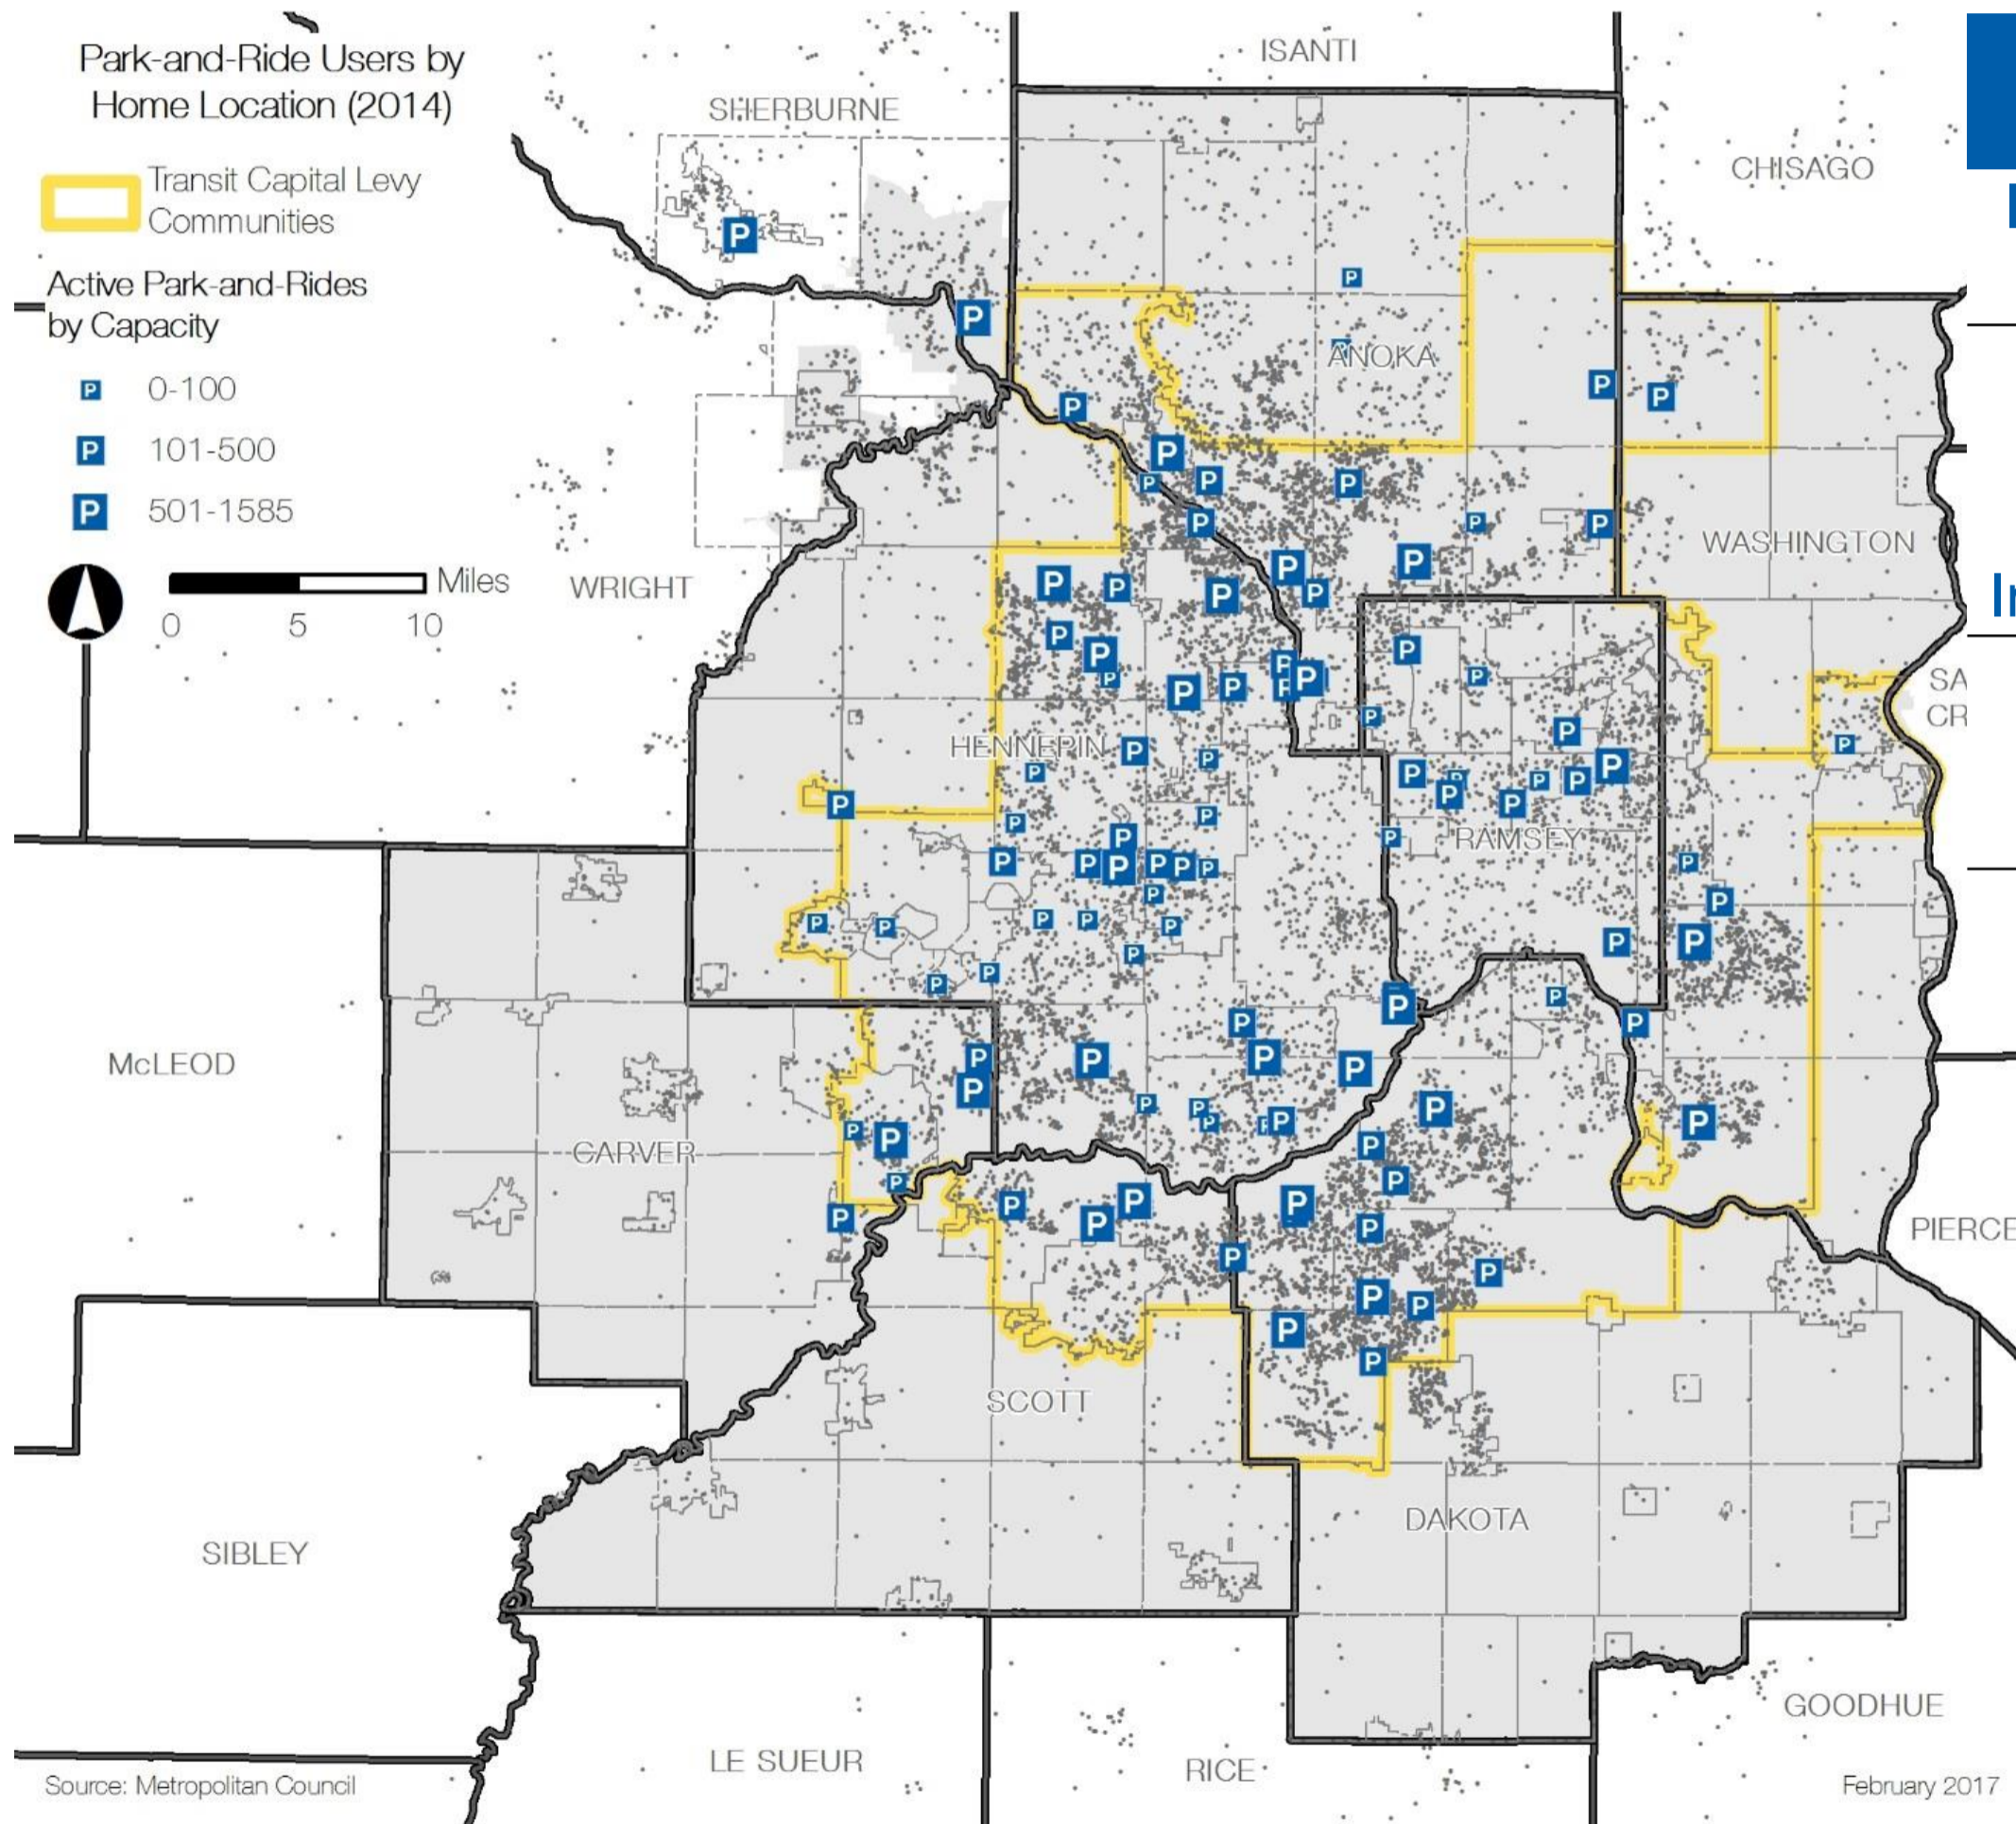 Park-and-Ride Users by
Home Location (2014)
Transit Capital Levy
Communities
Active Park-and-Rides
by Capacity
P 0-100
P 101-500
P 501-1585
Miles
0 5 10
ISANTI
SHERBURNE
CHISAGO
ANOKA
WASHINGTON
WRIGHT
SA
CR
HENNEPIN
RAMSEY
McLEOD
CARVER
PIERCE
SCOTT
DAKOTA
SIBLEY
GOODHUE
LE SUEUR
RICE
Source: Metropolitan Council
February 2017